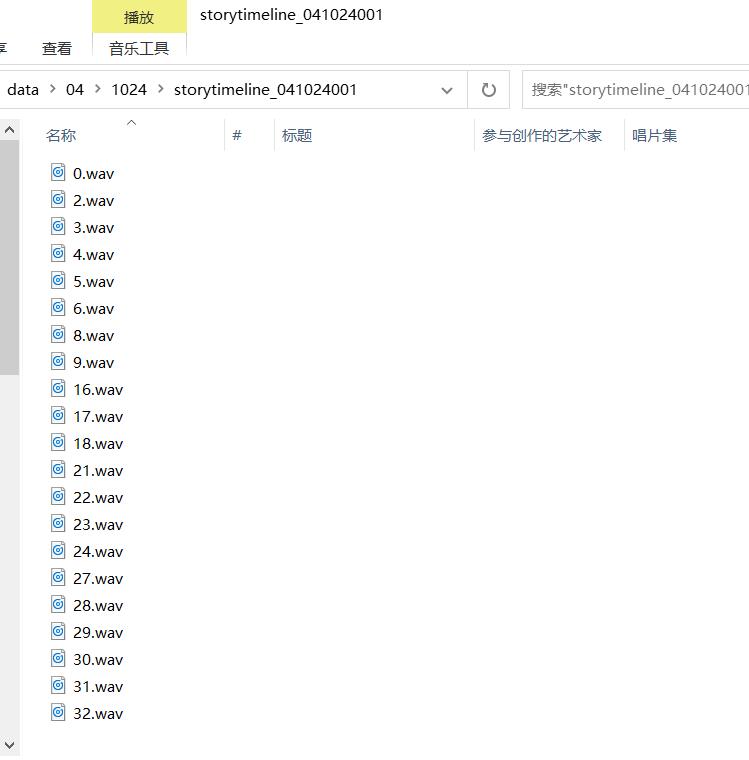 播放
storytimeline_041024001
查看
音乐工具
data > 04 > 1024 > storytimeline_041024001
搜索"storytimeline_041024001
名称 # 标题 参与创作的艺术家 唱片集
0.wav
2.wav
3.wav
4.wav
5.wav
6.wav
8.wav
9.wav
16.wav
17.wav
18.wav
21.wav
22.wav
23.wav
24.wav
27.wav
28.wav
29.wav
30.wav
31.wav
32.wav